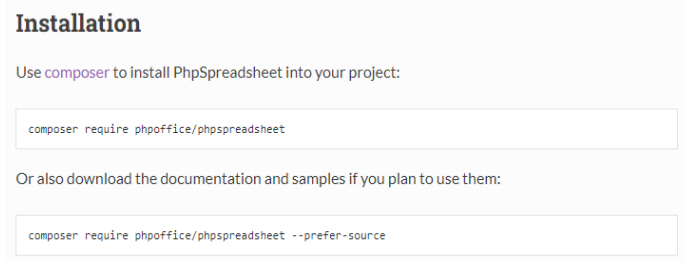 Installation
Use composer to install PhpSpreadsheet into your project:
composer require phpoffice/phpspreadsheet
Or also download the documentation and samples if you plan to use them:
composer require phpoffice/phpspreadsheet --prefer-source